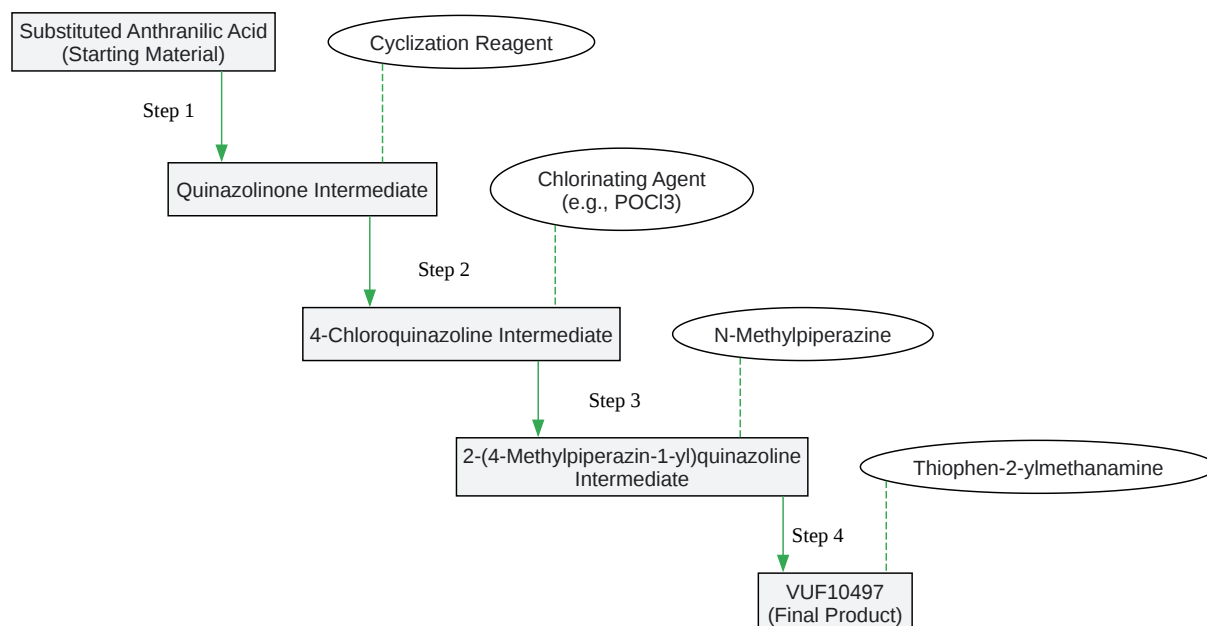 Substituted Anthranilic Acid
(Starting Material)
Cyclization Reagent
Step 1
Quinazolinone Intermediate
Chlorinating Agent
(e.g., POCl3)
Step 2
4-Chloroquinazoline Intermediate
N-Methylpiperazine
Step 3
2-(4-Methylpiperazin-1-yl)quinazoline
Intermediate
Thiophen-2-ylmethanamine
Step 4
VUF10497
(Final Product)